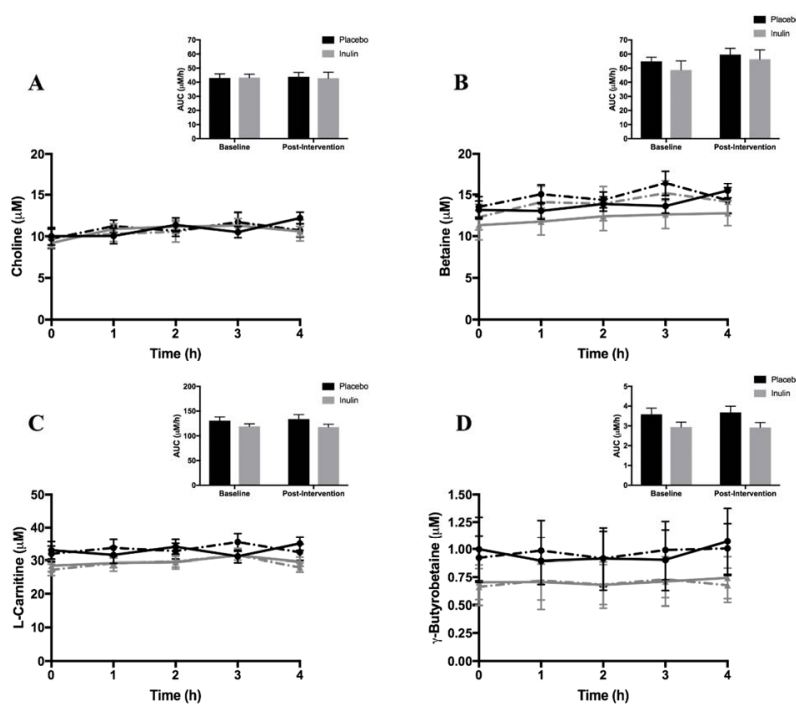 A
AUC (μM/h)
70
60
50
40
30
20
10
0
Baseline
Post-Intervention
Placebo
Inulin
Choline (μM)
20
15
10
5
0
0 1 2 3 4
Time (h)
B
AUC (μM/h)
70
60
50
40
30
20
10
0
Baseline
Post-Intervention
Placebo
Inulin
Betaine (μM)
20
15
10
5
0
0 1 2 3 4
Time (h)
C
AUC (μM/h)
150
100
50
0
Baseline
Post-Intervention
Placebo
Inulin
L-Carnitine (μM)
50
40
30
20
10
0
0 1 2 3 4
Time (h)
D
AUC (μM/h)
5
4
3
2
1
0
Baseline
Post-Intervention
Placebo
Inulin
γ-Butyrobetaine (μM)
1.50
1.25
1.00
0.75
0.50
0.25
0.00
0 1 2 3 4
Time (h)